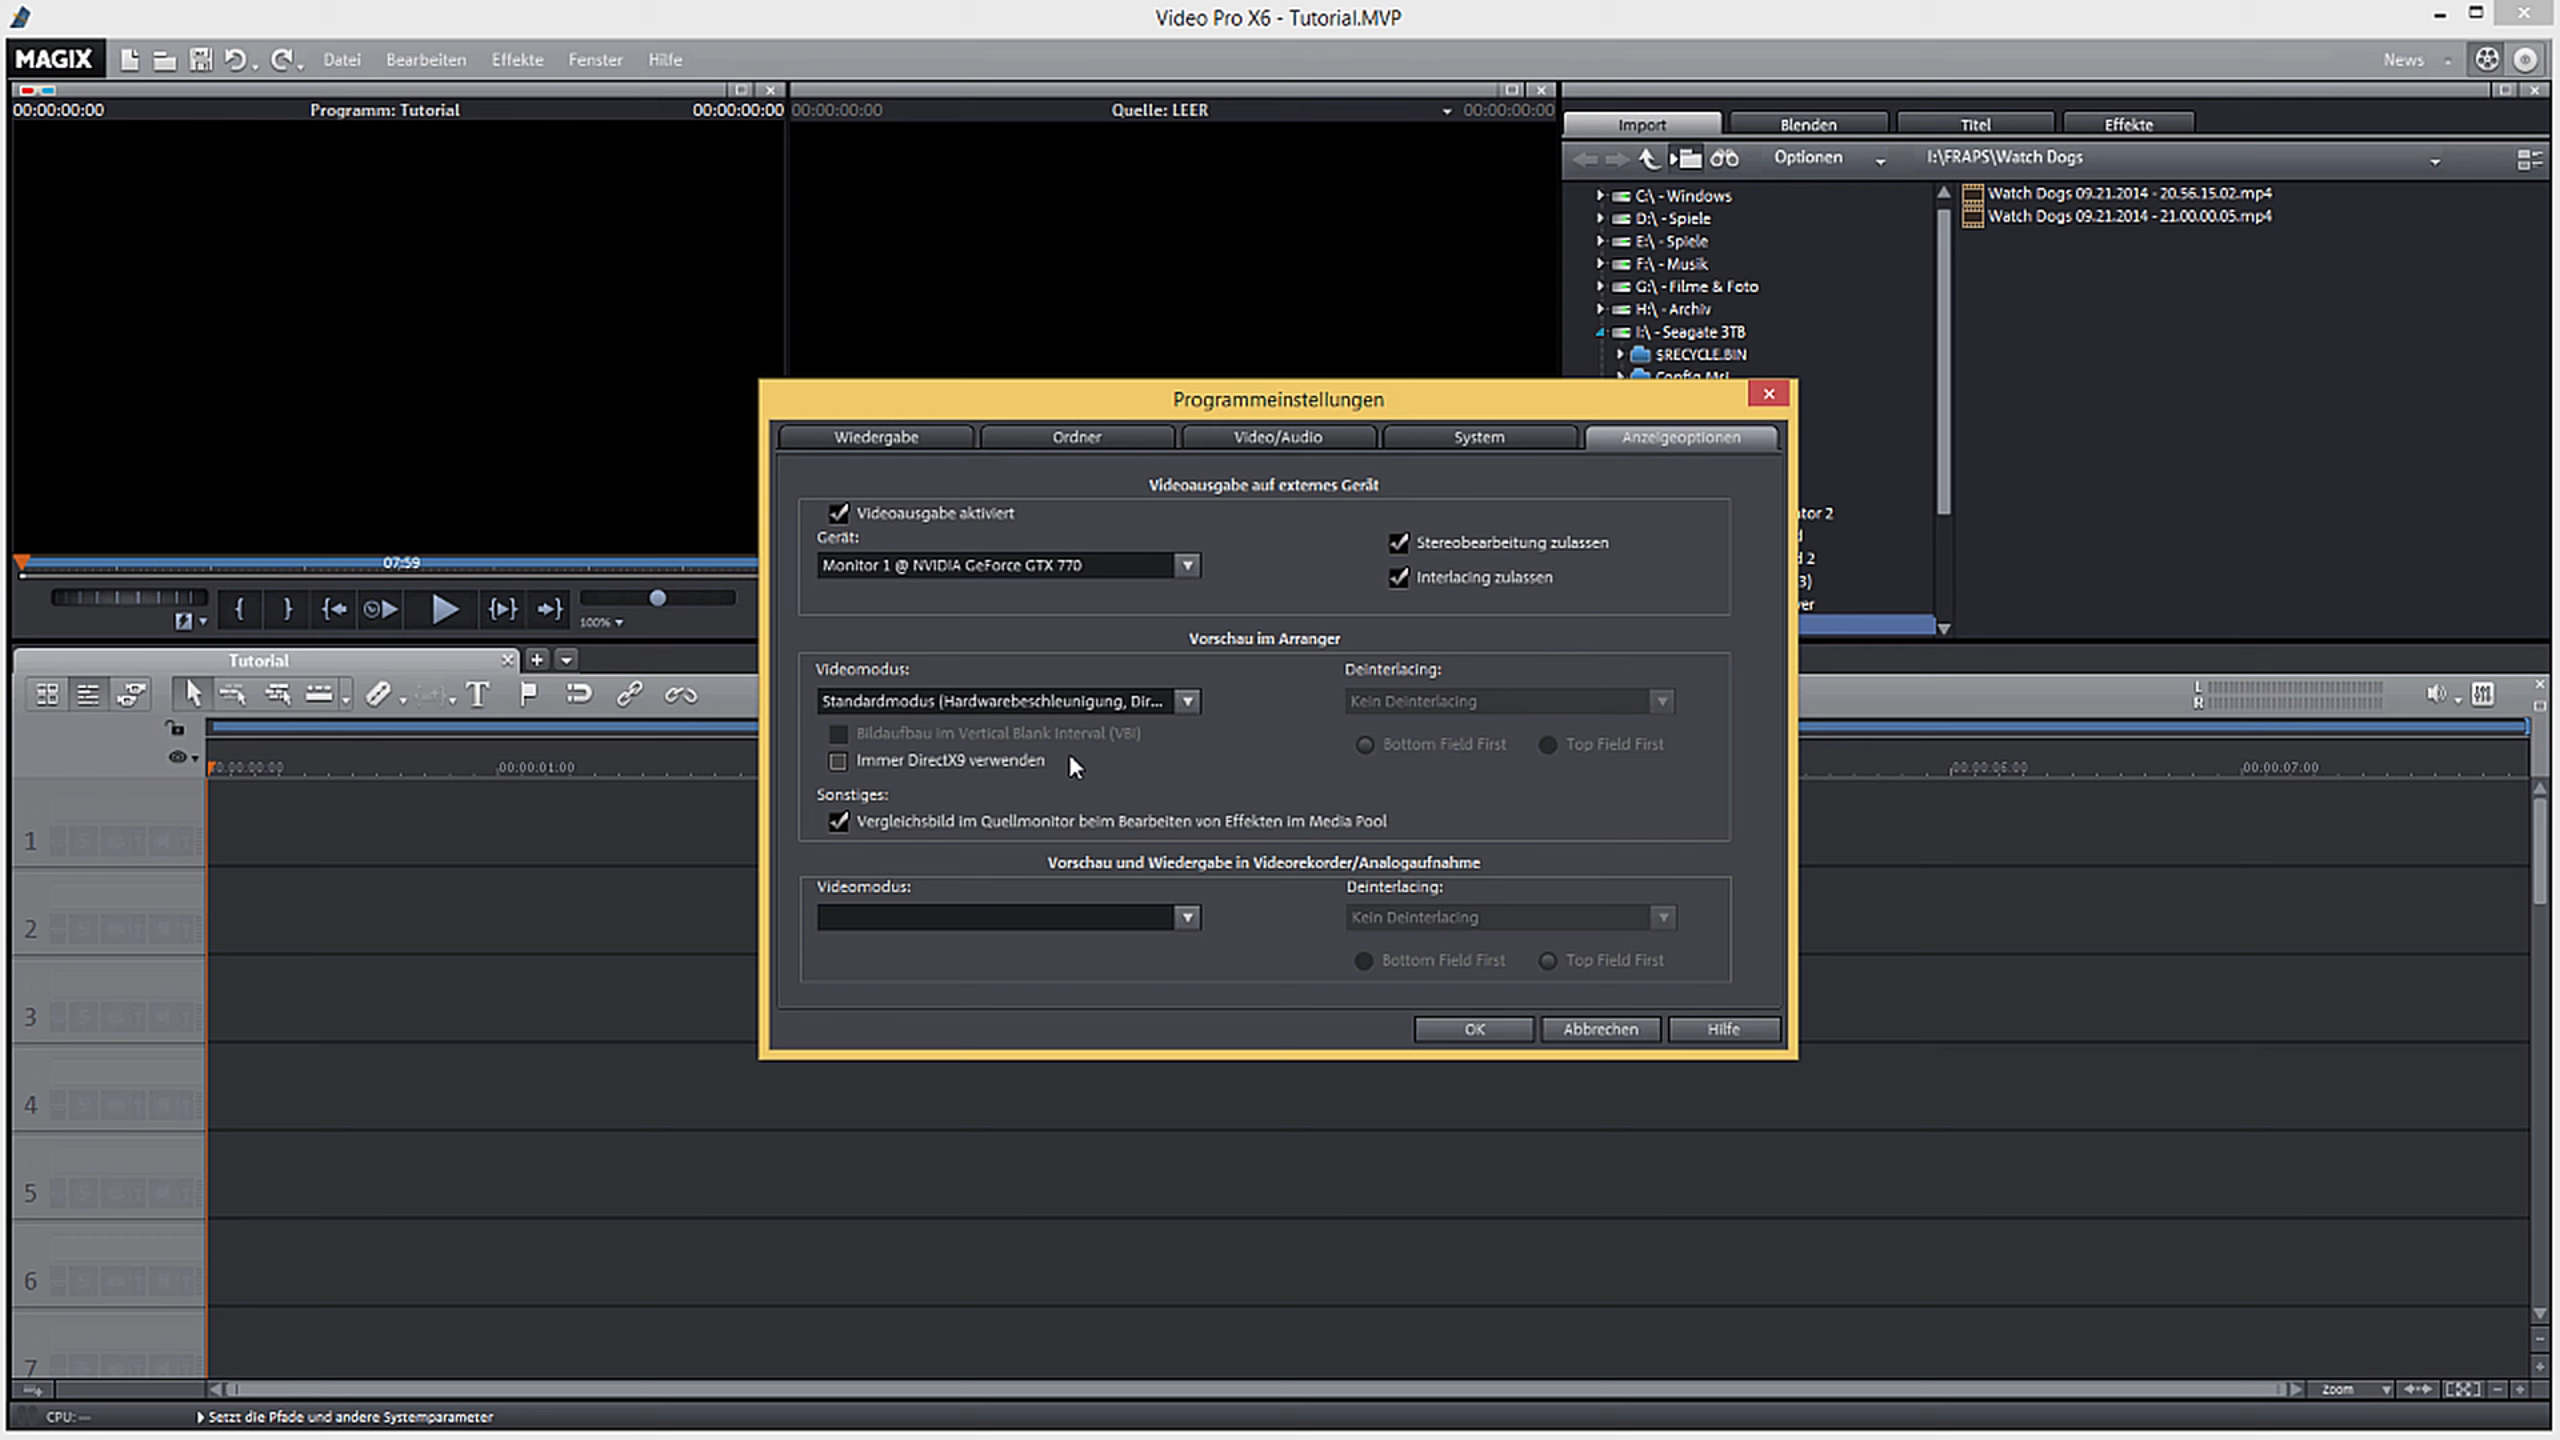 Video Pro X6 - Tutorial.MVP
MAGIX Datei Bearbeiten Effekte Fenster Hilfe News
00:00:00:00 Programm: Tutorial 00:00:00:00
00:00:00:00 Quelle: LEER 00:00:00:00
Import Blenden Titel Effekte
Optionen I:\FRAPS\Watch Dogs
C:\ - Windows
D:\ - Spiele
E:\ - Spiele
F:\ - Musik
G:\ - Filme & Foto
H:\ - Archiv
I:\ - Seagate 3TB
$RECYCLE.BIN
Config.Msi
Watch Dogs 09.21.2014 - 20.56.15.02.mp4
Watch Dogs 09.21.2014 - 21.00.00.05.mp4
ator 2
d 2
3)
ver
07:59
100%
Programmeinstellungen
Wiedergabe Ordner Video/Audio System Anzeigeoptionen
Videoausgabe auf externes Gerät
Videoausgabe aktiviert
Gerät:
Monitor 1 @ NVIDIA GeForce GTX 770
Stereobearbeitung zulassen
Interlacing zulassen
Vorschau im Arranger
Videomodus:
Standardmodus (Hardwarebeschleunigung, Dir...
Bildaufbau im Vertical Blank Interval (VBI)
Immer DirectX9 verwenden
Deinterlacing:
Kein Deinterlacing
Bottom Field First Top Field First
Sonstiges:
Vergleichsbild im Quellmonitor beim Bearbeiten von Effekten im Media Pool
Vorschau und Wiedergabe in Videorekorder/Analogaufnahme
Videomodus:
Deinterlacing:
Kein Deinterlacing
Bottom Field First Top Field First
OK Abbrechen Hilfe
Tutorial
L
R
00:00:01:00
00:00:07:00
1
2
3
4
5
6
7
Zoom
CPU: —
Setzt die Pfade und andere Systemparameter